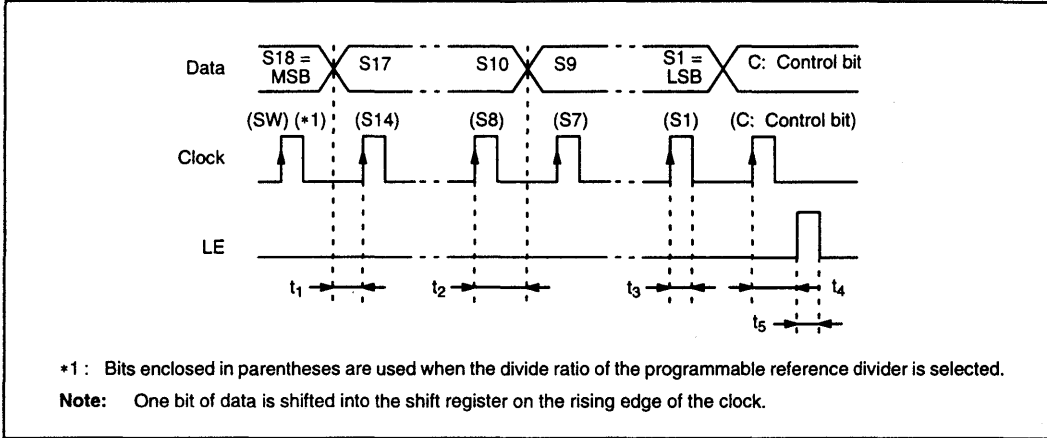 Data S18 = MSB S17 S10 S9 S1 = LSB C: Control bit
(SW) (*1) (S14) (S8) (S7) (S1) (C: Control bit)
Clock
LE
t1 t2 t3 t4
t5
*1 : Bits enclosed in parentheses are used when the divide ratio of the programmable reference divider is selected.
Note: One bit of data is shifted into the shift register on the rising edge of the clock.